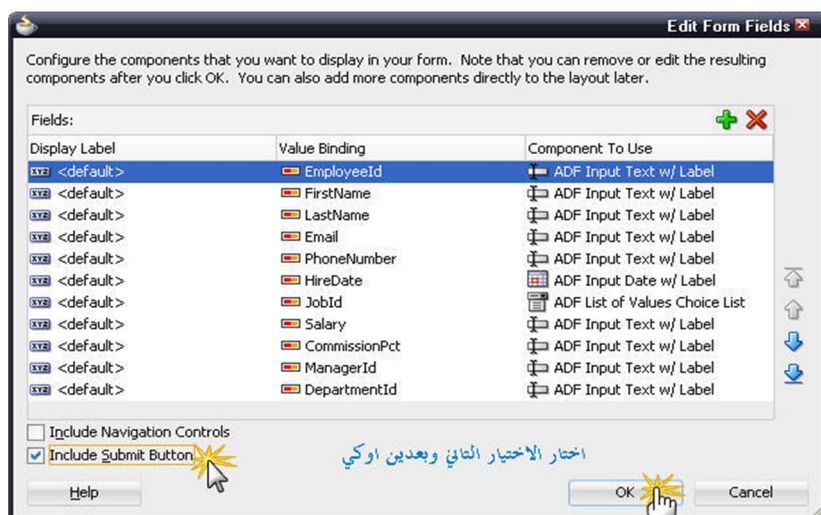 Edit Form Fields
Configure the components that you want to display in your form. Note that you can remove or edit the resulting
components after you click OK. You can also add more components directly to the layout later.
Fields:
Display Label Value Binding Component To Use
<default> EmployeeId ADF Input Text w/ Label
<default> FirstName ADF Input Text w/ Label
<default> LastName ADF Input Text w/ Label
<default> Email ADF Input Text w/ Label
<default> PhoneNumber ADF Input Text w/ Label
<default> HireDate ADF Input Date w/ Label
<default> JobId ADF List of Values Choice List
<default> Salary ADF Input Text w/ Label
<default> CommissionPct ADF Input Text w/ Label
<default> ManagerId ADF Input Text w/ Label
<default> DepartmentId ADF Input Text w/ Label
Include Navigation Controls
Include Submit Button
اختار الاختيار التاني وبعدين اوكي
Help OK Cancel